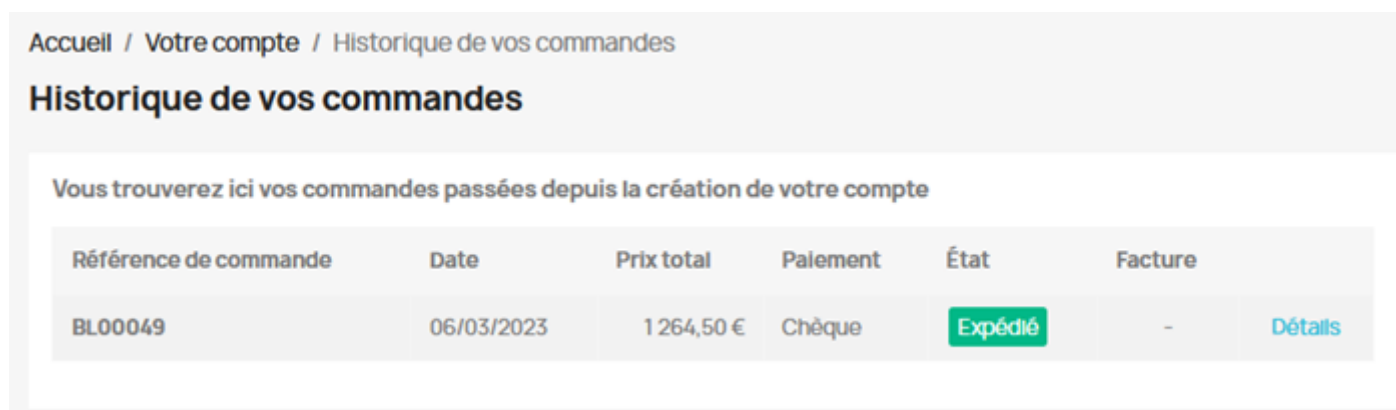 Accueil / Votre compte / Historique de vos commandes
Historique de vos commandes
Vous trouverez ici vos commandes passées depuis la création de votre compte
Référence de commande Date Prix total Paiement État Facture
BL00049 06/03/2023 1 264,50 € Chèque Expédié - Détails